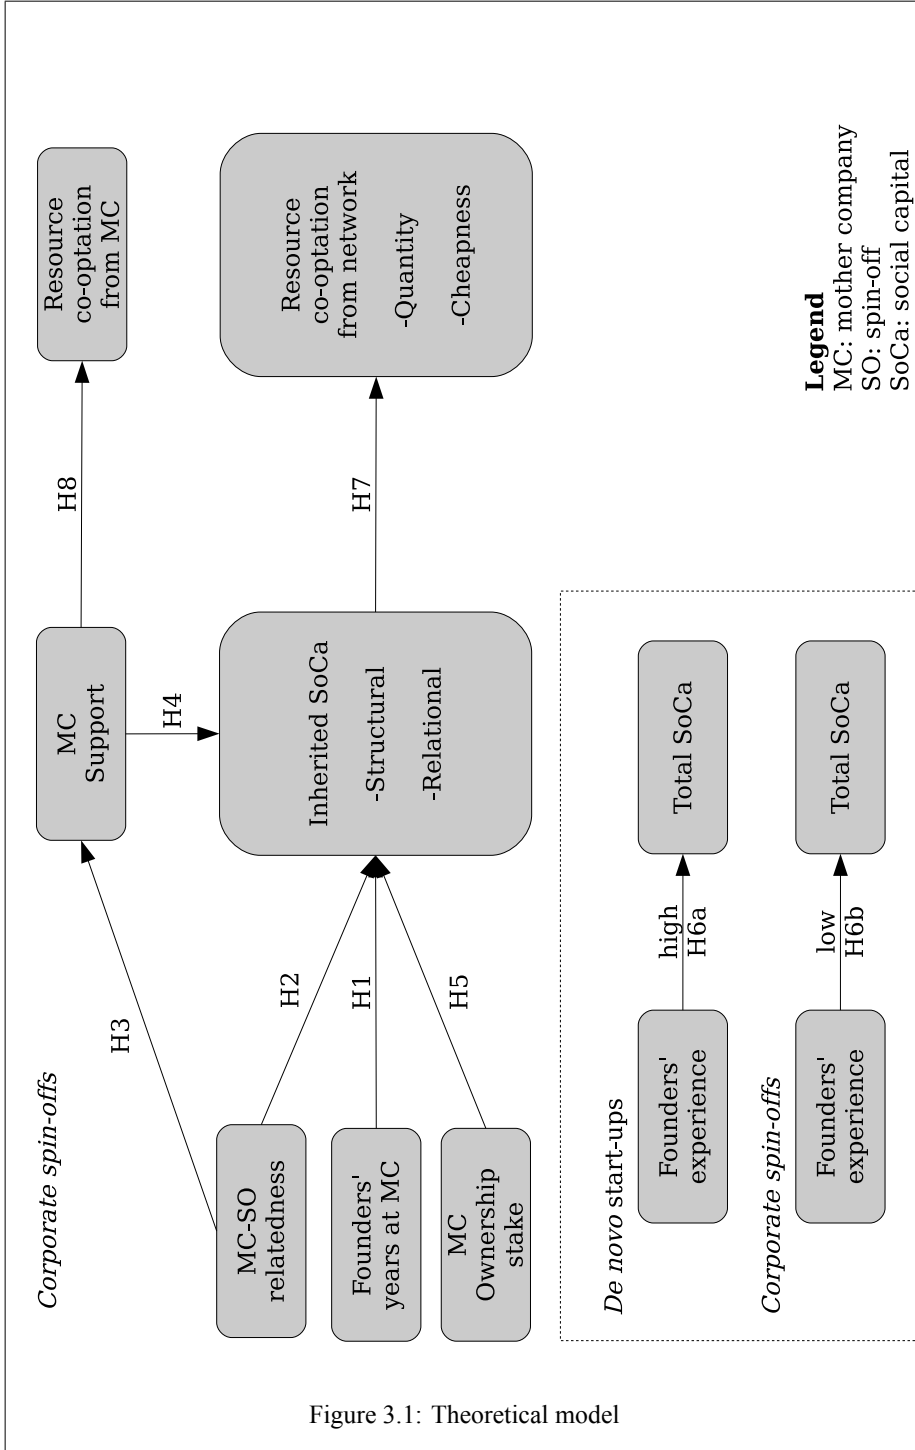 Corporate spin-offs
H3
MC
Support
H8
Resource
co-optation
from MC
H4
MC-SO
relatedness
H2
Founders'
years at MC
H1
MC
Ownership
stake
H5
Inherited SoCa
-Structural
-Relational
H7
Resource
co-optation
from network
-Quantity
-Cheapness
De novo start-ups
Founders'
experience
high
H6a
Total SoCa
Corporate spin-offs
Founders'
experience
low
H6b
Total SoCa
Legend
MC: mother company
SO: spin-off
SoCa: social capital
Figure 3.1: Theoretical model